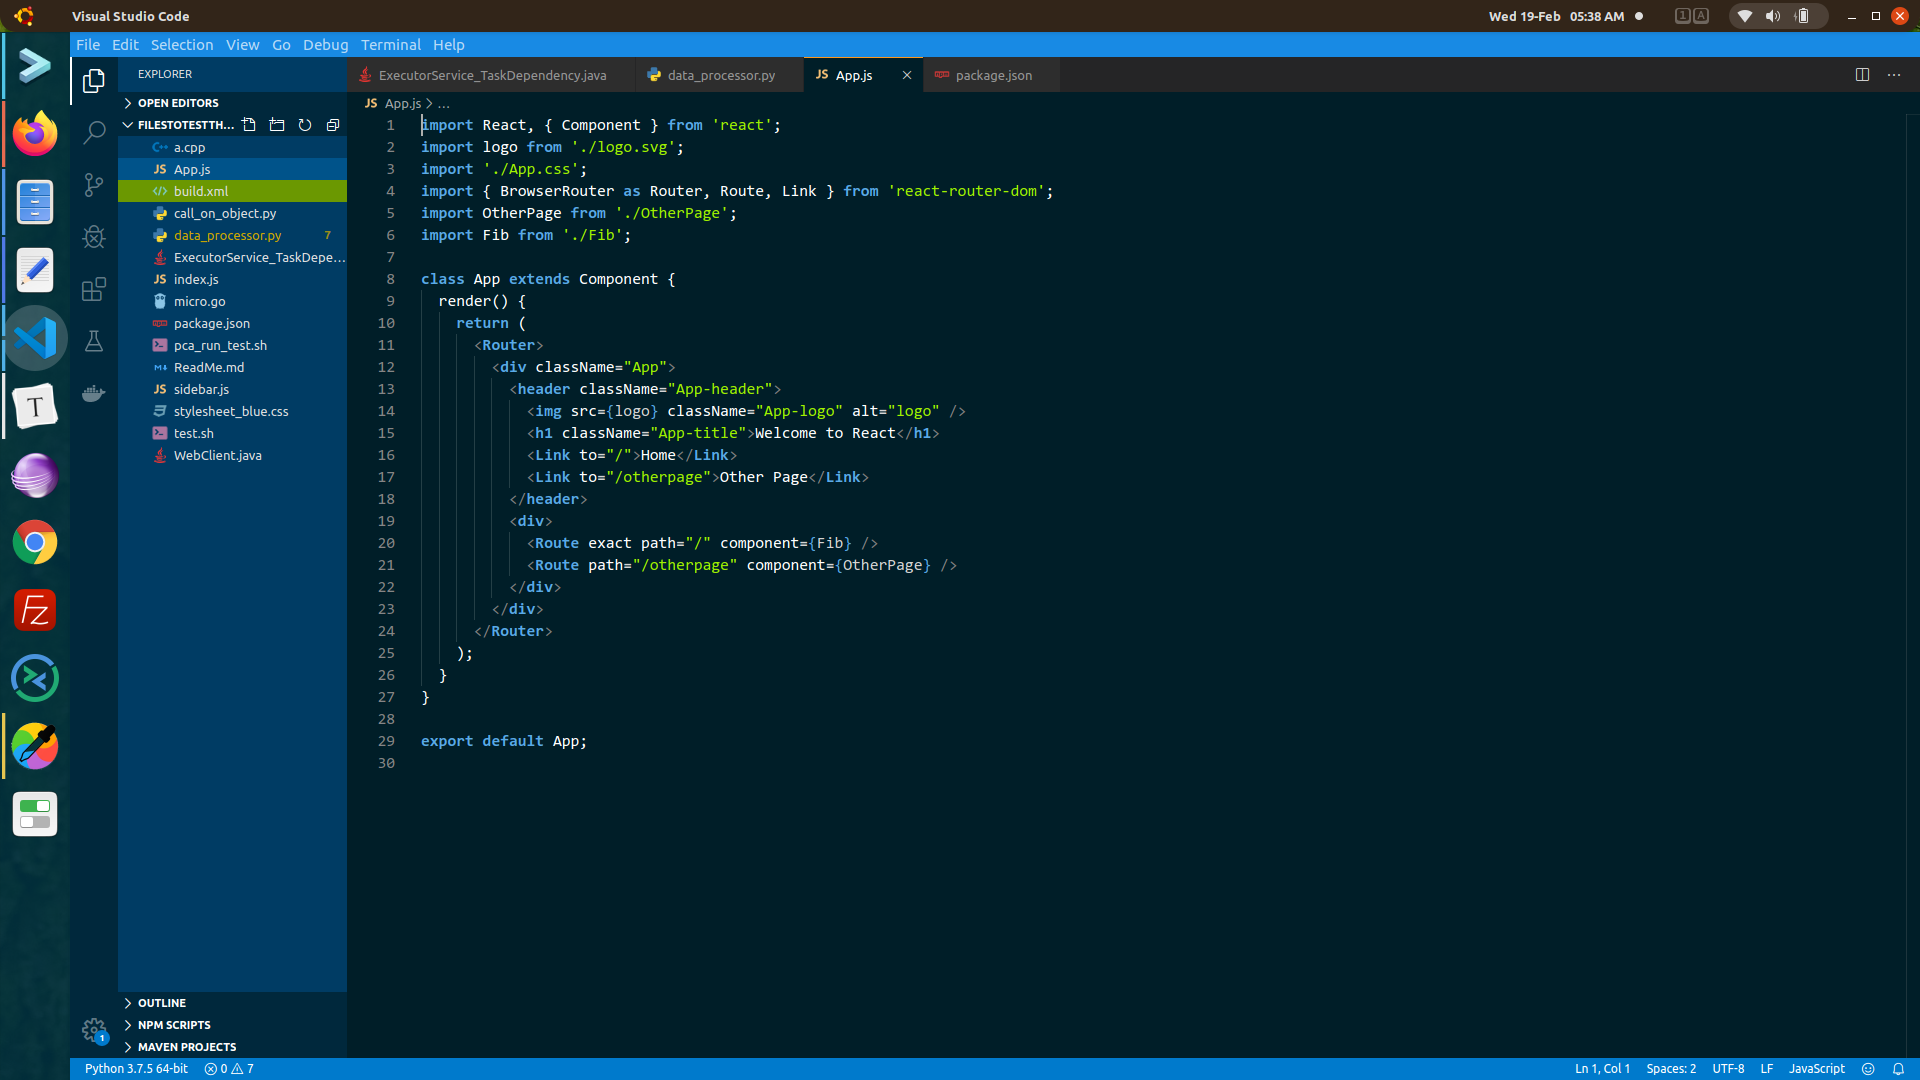 Visual Studio Code
Wed 19-Feb 05:38 AM
1 A
File Edit Selection View Go Debug Terminal Help
EXPLORER
OPEN EDITORS
FILESTOTESTTH...
a.cpp
App.js
build.xml
call_on_object.py
data_processor.py 7
ExecutorService_TaskDepe...
index.js
micro.go
package.json
pca_run_test.sh
ReadMe.md
sidebar.js
stylesheet_blue.css
test.sh
WebClient.java
OUTLINE
NPM SCRIPTS
MAVEN PROJECTS
ExecutorService_TaskDependency.java data_processor.py JS App.js package.json
JS App.js > ...
1 import React, { Component } from 'react';
2 import logo from './logo.svg';
3 import './App.css';
4 import { BrowserRouter as Router, Route, Link } from 'react-router-dom';
5 import OtherPage from './OtherPage';
6 import Fib from './Fib';
7
8 class App extends Component {
9 render() {
10 return (
11 <Router>
12 <div className="App">
13 <header className="App-header">
14 <img src={logo} className="App-logo" alt="logo" />
15 <h1 className="App-title">Welcome to React</h1>
16 <Link to="/">Home</Link>
17 <Link to="/otherpage">Other Page</Link>
18 </header>
19 <div>
20 <Route exact path="/" component={Fib} />
21 <Route path="/otherpage" component={OtherPage} />
22 </div>
23 </div>
24 </Router>
25 );
26 }
27 }
28
29 export default App;
30
Python 3.7.5 64-bit 0 7 Ln 1, Col 1 Spaces: 2 UTF-8 LF JavaScript